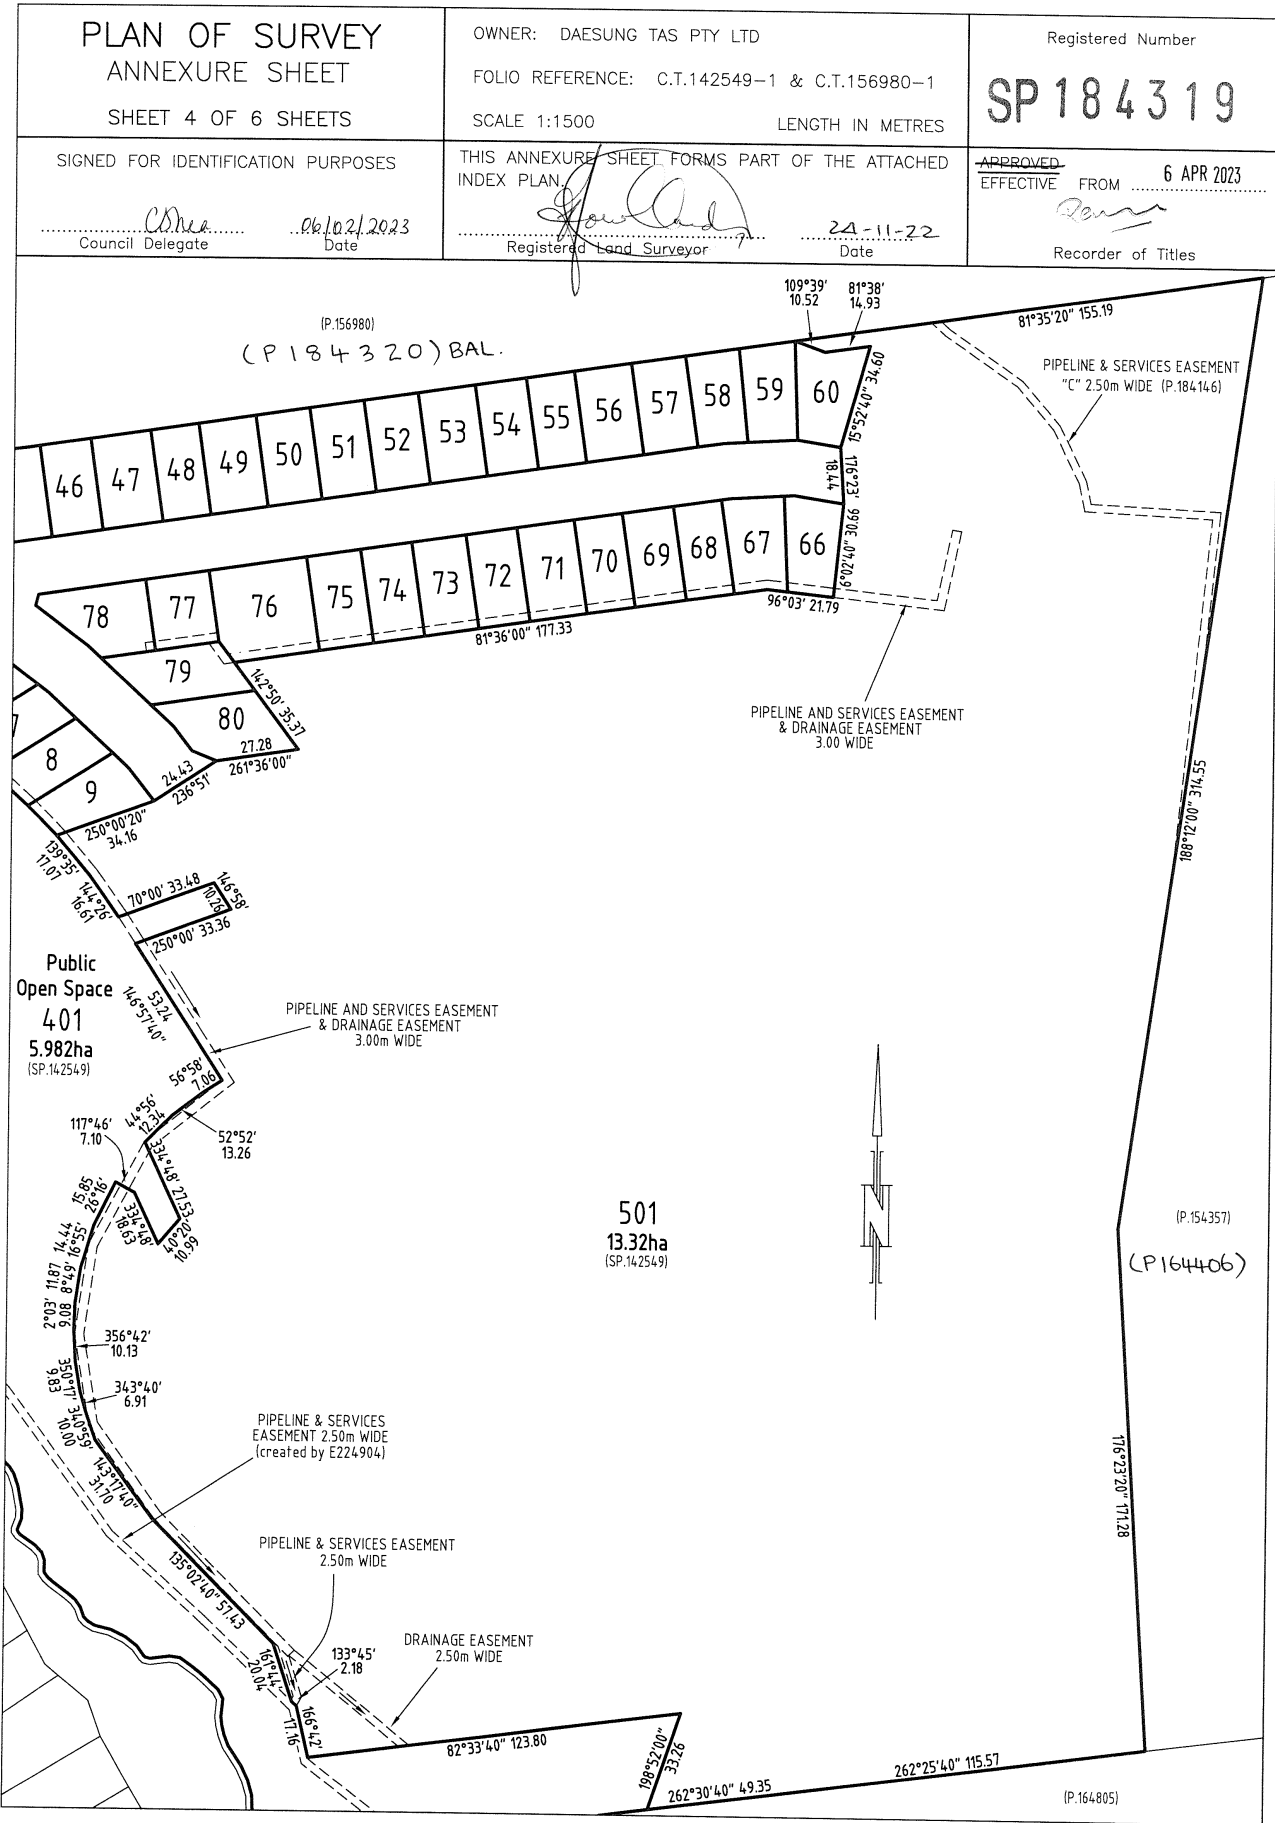 PLAN OF SURVEY
ANNEXURE SHEET
SHEET 4 OF 6 SHEETS
OWNER: DAESUNG TAS PTY LTD
FOLIO REFERENCE: C.T.142549-1 & C.T.156980-1
SCALE 1:1500 LENGTH IN METRES
Registered Number
SP184319
SIGNED FOR IDENTIFICATION PURPOSES
06/02/2023
Council Delegate Date
THIS ANNEXURE SHEET FORMS PART OF THE ATTACHED
INDEX PLAN.
24-11-22
Registered Land Surveyor Date
APPROVED
EFFECTIVE FROM 6 APR 2023
Recorder of Titles
(P.156980)
(P184320) BAL.
109°39'
10.52
81°38'
14.93
81°35'20" 155.19
PIPELINE & SERVICES EASEMENT
"C" 2.50m WIDE (P.184146)
46
47
48
49
50
51
52
53
54
55
56
57
58
59
60
15°52'40" 34.60
176°23'
18.44
6°02'40" 30.66
78
77
76
75
74
73
72
71
70
69
68
67
66
96°03' 21.79
81°36'00" 177.33
79
80
142°50' 35.37
27.28
261°36'00"
24.43
236°51'
7
8
9
250°00'20"
34.16
PIPELINE AND SERVICES EASEMENT
& DRAINAGE EASEMENT
3.00 WIDE
188°12'00" 314.55
139°35'
17.07
144°26'
16.61
70°00' 33.48
146°58'
10.26
250°00' 33.36
Public
Open Space
401
5.982ha
(SP.142549)
53.24
146°57'40"
PIPELINE AND SERVICES EASEMENT
& DRAINAGE EASEMENT
3.00m WIDE
56°58'
7.06
44°56'
12.34
52°52'
13.26
117°46'
7.10
334°48' 27.53
334°48'
18.63
40°20'
10.99
15.85
26°16'
14.44
16°55'
11.87
8°49'
2°03'
9.08
501
13.32ha
(SP.142549)
N
(P.154357)
(P164406)
356°42'
10.13
350°17'
9.83
343°40'
6.91
340°59'
10.00
143°17'40"
31.70
PIPELINE & SERVICES
EASEMENT 2.50m WIDE
(created by E224904)
176°23'20" 171.28
PIPELINE & SERVICES EASEMENT
2.50m WIDE
135°02'40" 57.43
DRAINAGE EASEMENT
2.50m WIDE
161°44'
20.04
133°45'
2.18
166°42'
17.16
82°33'40" 123.80
198°52'00"
33.26
262°30'40" 49.35
262°25'40" 115.57
(P.164805)